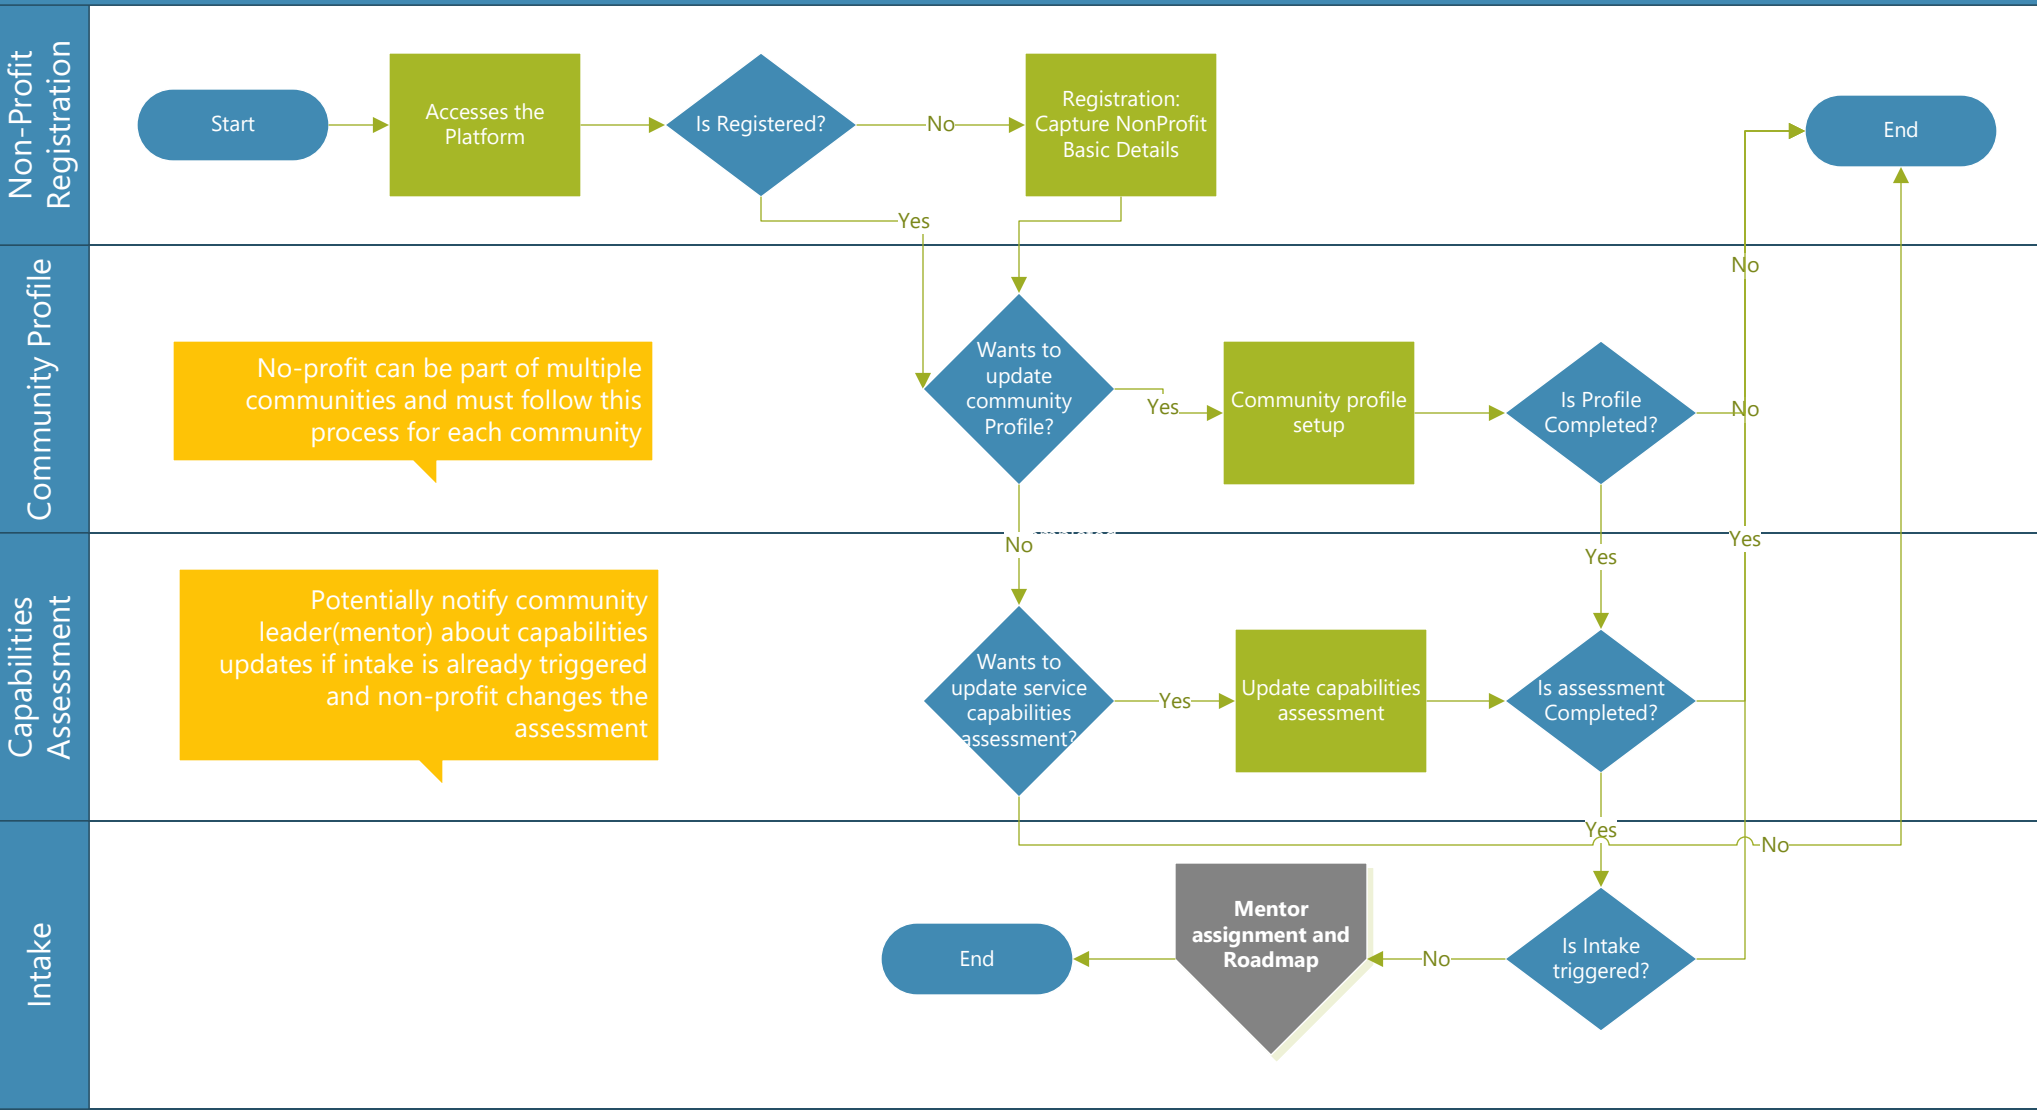 Non-Profit
Registration
Start
Accesses the
Platform
Is Registered?
No
Registration:
Capture NonProfit
Basic Details
End
Yes
Community Profile
No-profit can be part of multiple
communities and must follow this
process for each community
Wants to
update
community
Profile?
Yes
Community profile
setup
Is Profile
Completed?
No
No
No
Yes
Yes
Capabilities
Assessment
Potentially notify community
leader(mentor) about capabilities
updates if intake is already triggered
and non-profit changes the
assessment
Wants to
update service
capabilities
assessment?
Yes
Update capabilities
assessment
Is assessment
Completed?
Yes
No
Intake
End
Mentor
assignment and
Roadmap
No
Is Intake
triggered?